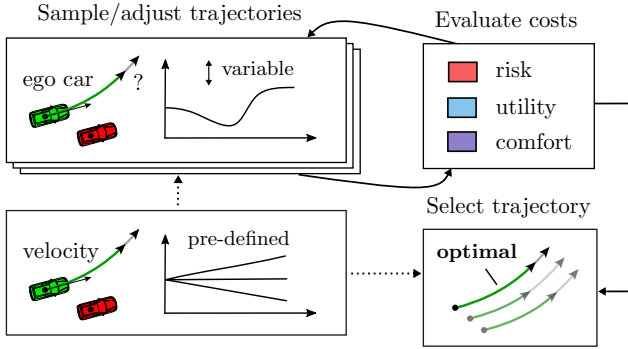 Sample/adjust trajectories
Evaluate costs
ego car
?
variable
risk
utility
comfort
Select trajectory
velocity
pre-defined
optimal